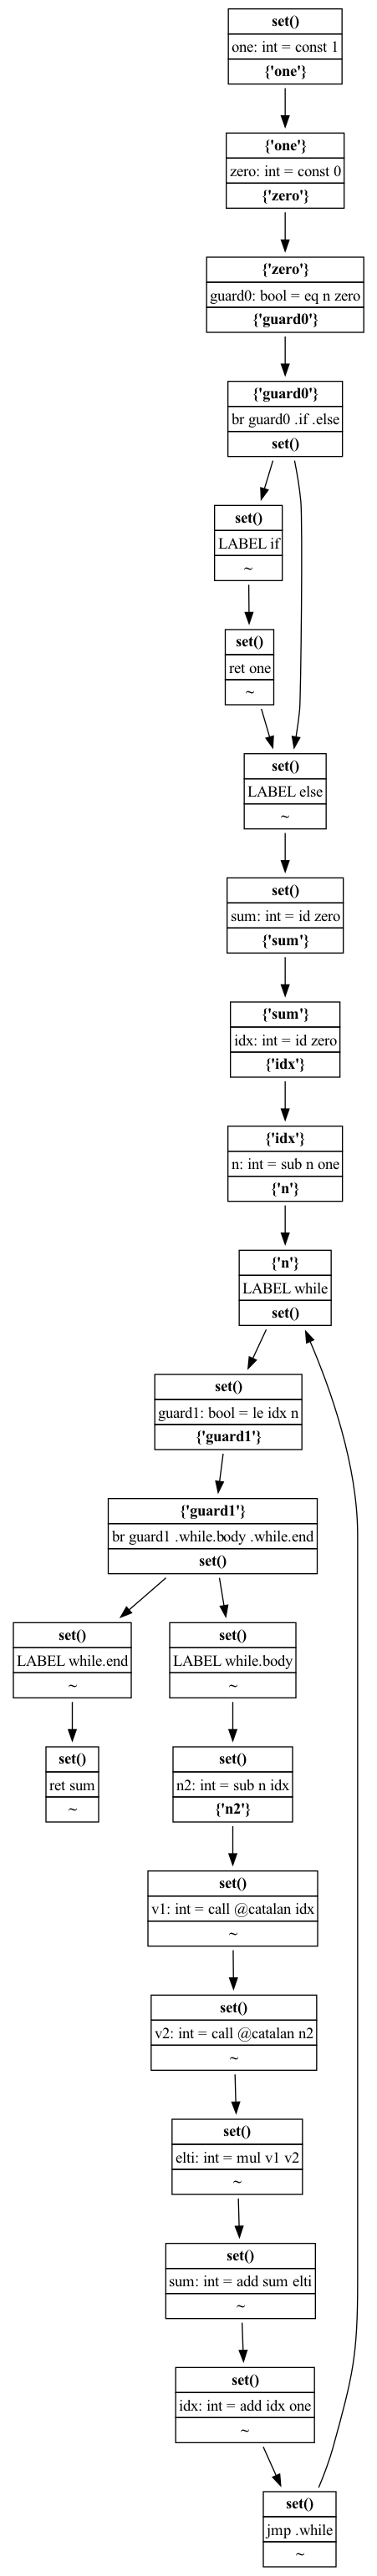 set()
one: int = const 1
{'one'}
{'one'}
zero: int = const 0
{'zero'}
{'zero'}
guard0: bool = eq n zero
{'guard0'}
{'guard0'}
br guard0 .if .else
set()
set()
LABEL if
~
set()
ret one
~
set()
LABEL else
~
set()
sum: int = id zero
{'sum'}
{'sum'}
idx: int = id zero
{'idx'}
{'idx'}
n: int = sub n one
{'n'}
{'n'}
LABEL while
set()
set()
guard1: bool = le idx n
{'guard1'}
{'guard1'}
br guard1 .while.body .while.end
set()
set()
LABEL while.end
~
set()
LABEL while.body
~
set()
ret sum
~
set()
n2: int = sub n idx
{'n2'}
set()
v1: int = call @catalan idx
~
set()
v2: int = call @catalan n2
~
set()
elti: int = mul v1 v2
~
set()
sum: int = add sum elti
~
set()
idx: int = add idx one
~
set()
jmp .while
~